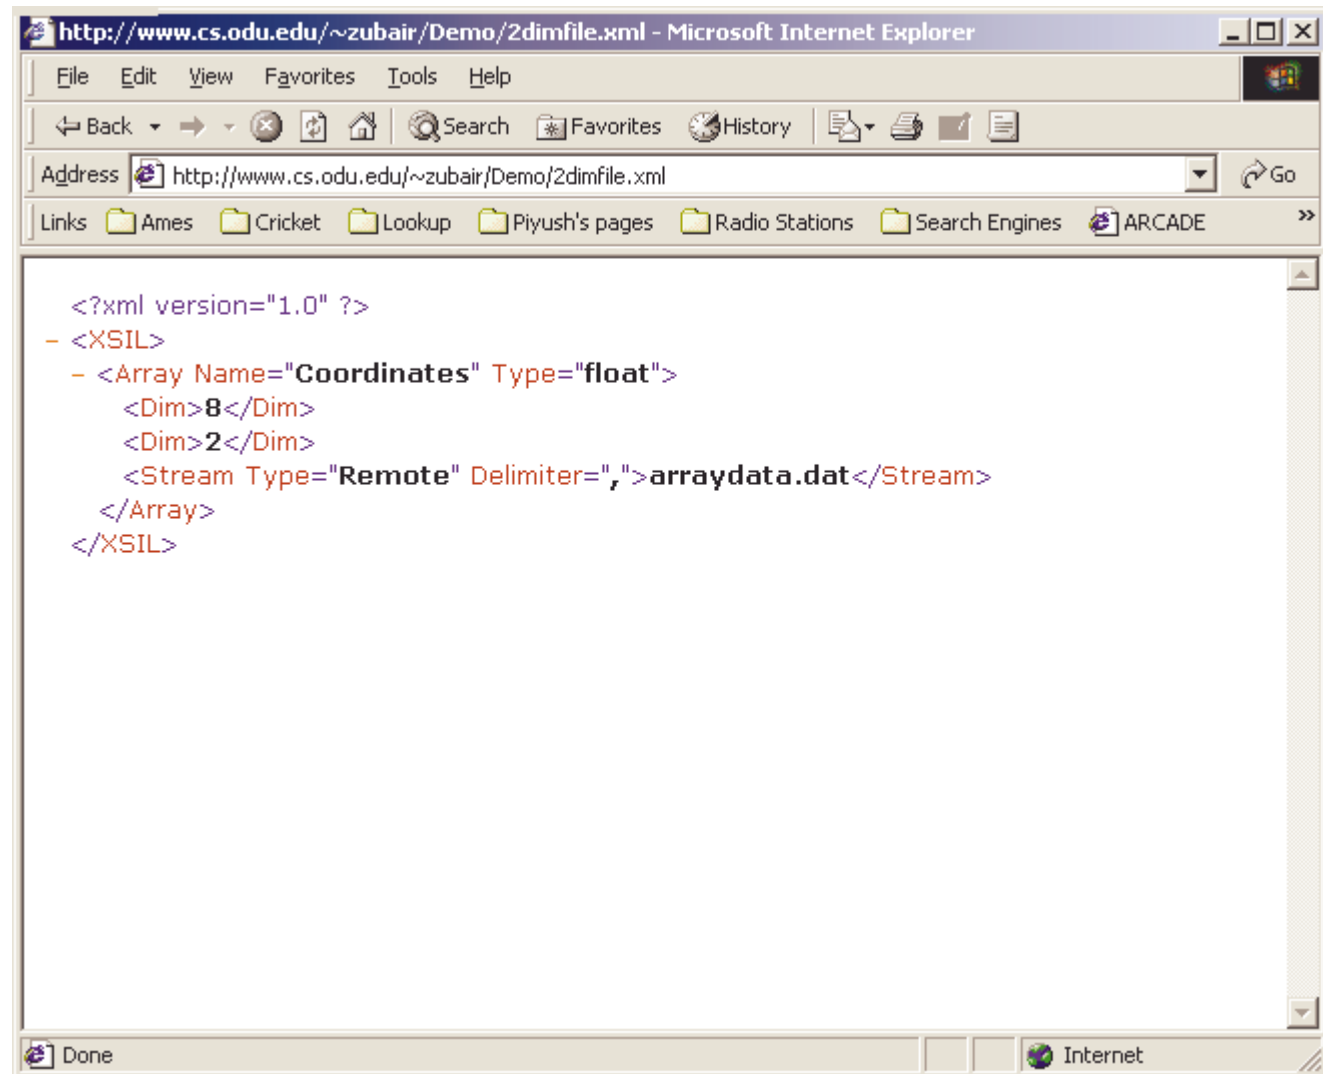 http://www.cs.odu.edu/~zubair/Demo/2dimfile.xml - Microsoft Internet Explorer
File Edit View Favorites Tools Help
Back Search Favorites History
Address http://www.cs.odu.edu/~zubair/Demo/2dimfile.xml Go
Links Ames Cricket Lookup Piyush's pages Radio Stations Search Engines ARCADE »
<?xml version="1.0" ?>
- <XSIL>
- <Array Name="Coordinates" Type="float">
<Dim>8</Dim>
<Dim>2</Dim>
<Stream Type="Remote" Delimiter=",">arraydata.dat</Stream>
</Array>
</XSIL>
Done Internet